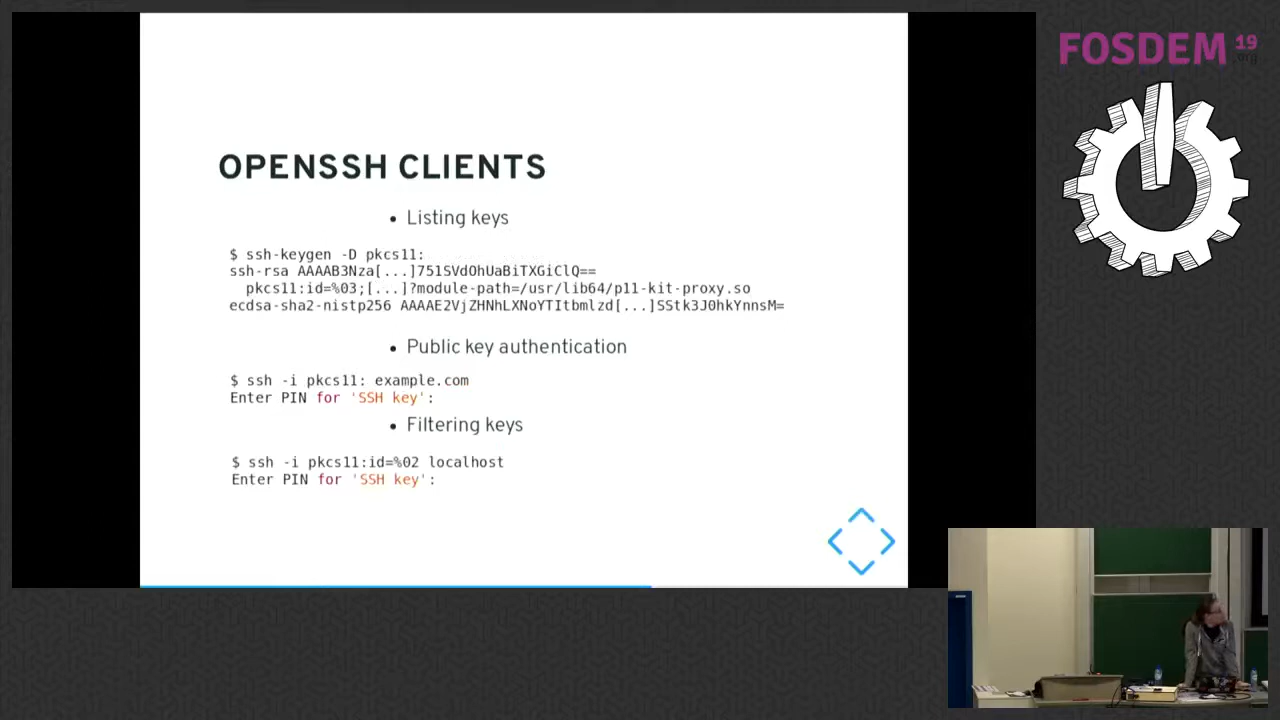 FOSDEM 19
.org
OPENSSH CLIENTS
• Listing keys
$ ssh-keygen -D pkcs11:
ssh-rsa AAAAB3Nza[...]751SVdOhUaBiTXGiClQ==
pkcs11:id=%03;[...]?module-path=/usr/lib64/p11-kit-proxy.so
ecdsa-sha2-nistp256 AAAAE2VjZHNhLXNoYTItbmlzd[...]SStk3J0hkYnnsM=
• Public key authentication
$ ssh -i pkcs11: example.com
Enter PIN for 'SSH key':
• Filtering keys
$ ssh -i pkcs11:id=%02 localhost
Enter PIN for 'SSH key':